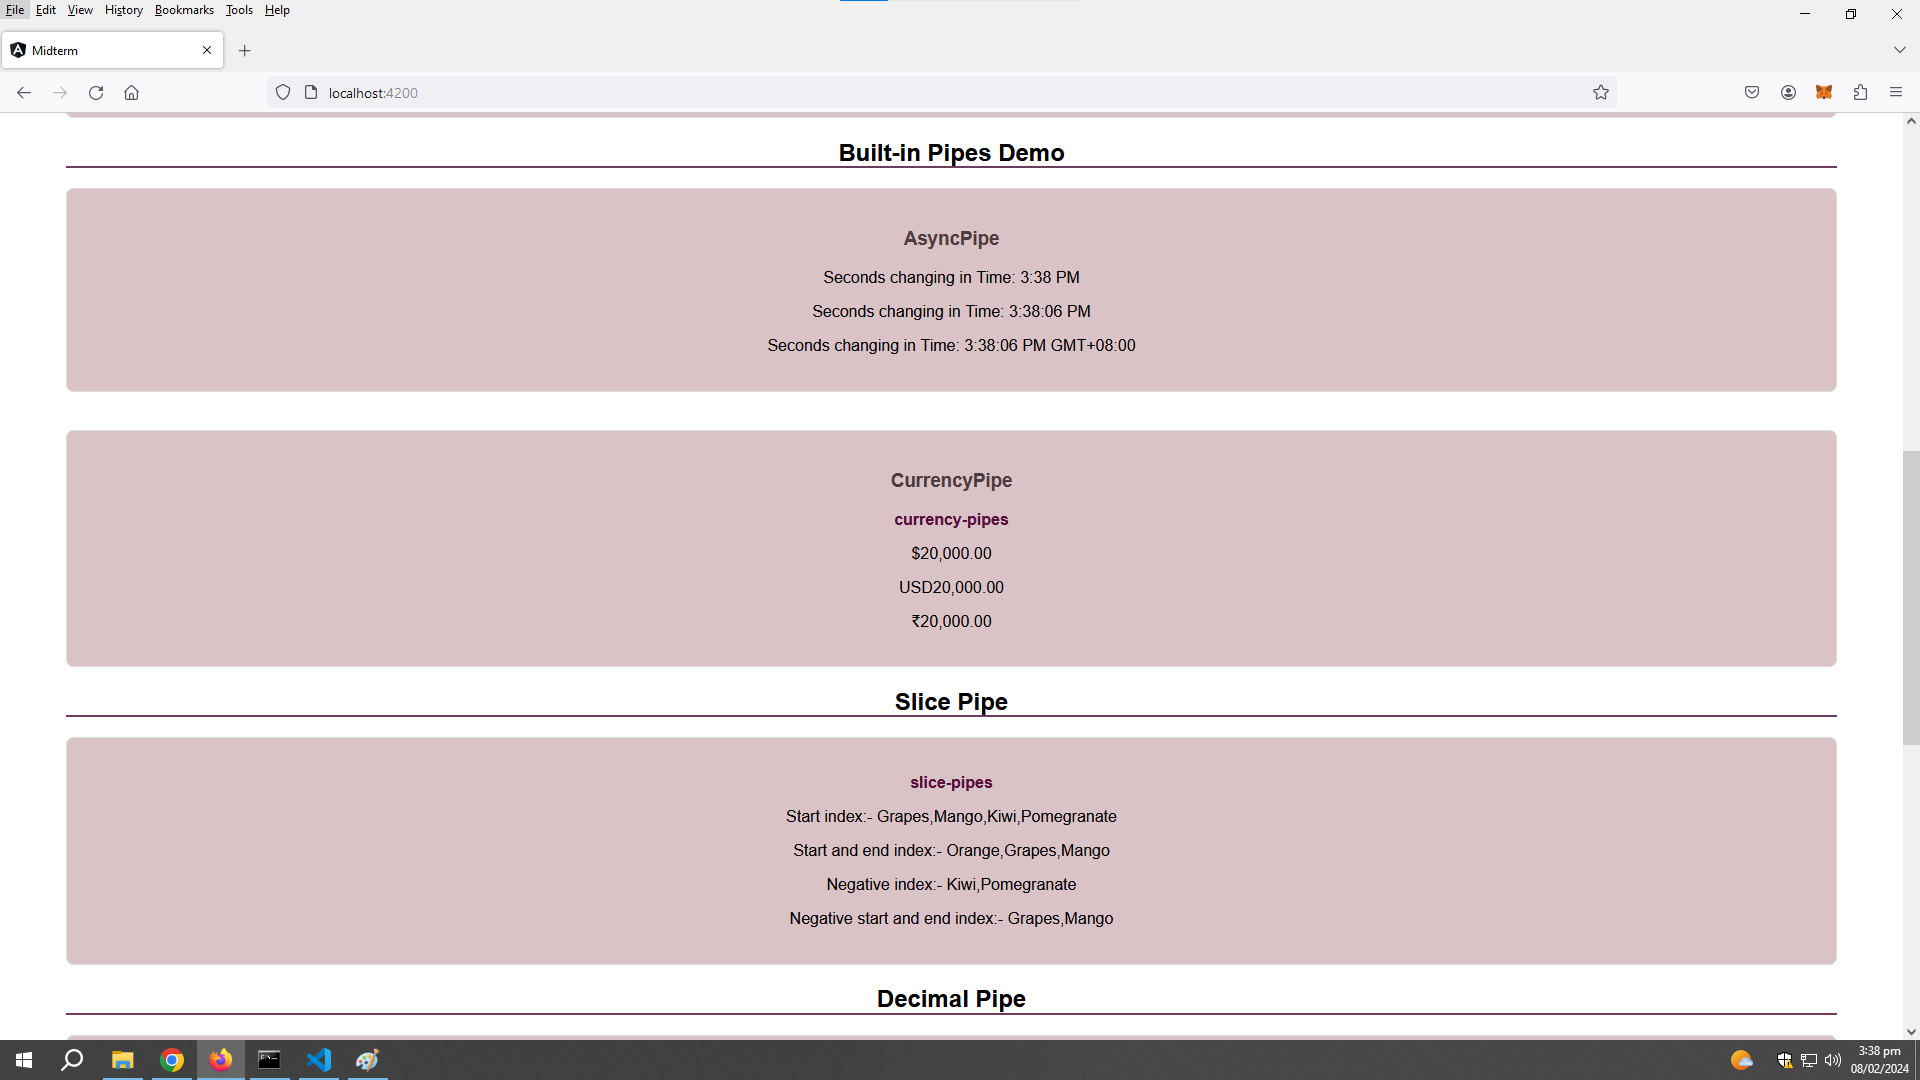 File Edit View History Bookmarks Tools Help
Midterm
localhost:4200
Built-in Pipes Demo
AsyncPipe
Seconds changing in Time: 3:38 PM
Seconds changing in Time: 3:38:06 PM
Seconds changing in Time: 3:38:06 PM GMT+08:00
CurrencyPipe
currency-pipes
$20,000.00
USD20,000.00
₹20,000.00
Slice Pipe
slice-pipes
Start index:- Grapes,Mango,Kiwi,Pomegranate
Start and end index:- Orange,Grapes,Mango
Negative index:- Kiwi,Pomegranate
Negative start and end index:- Grapes,Mango
Decimal Pipe
3:38 pm
08/02/2024